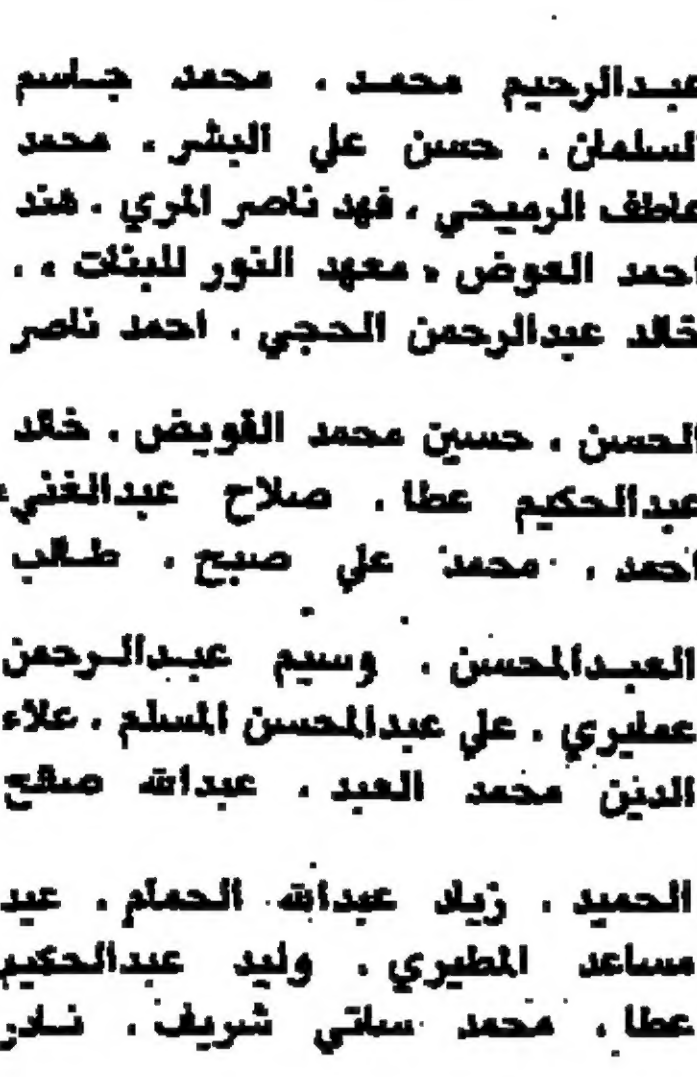 عبدالرحيم محمد ، محمد جاسم
السلمان ، حسن علي البشر ، محمد
عاطف الرميحي ، فهد ناصر المري ، هند
احمد العوض « معهد النور للبنات » ،
خالد عبدالرحمن الحجي ، احمد ناصر
الحسن ، حسين محمد القويض ، خالد
عبدالحكيم عطا ، صلاح عبدالغني
احمد ، محمد علي صبيح ، طالب
العبدالمحسن ، وسيم عبدالرحمن
عمايري ، علي عبدالمحسن المسلم ، علاء
الدين محمد العبد ، عبدالله صالح
الحميد ، زياد عبدالله الحمام ، عيد
مساعد المطيري ، وليد عبدالحكيم
عطا ، محمد ساتي شريف ، نادر